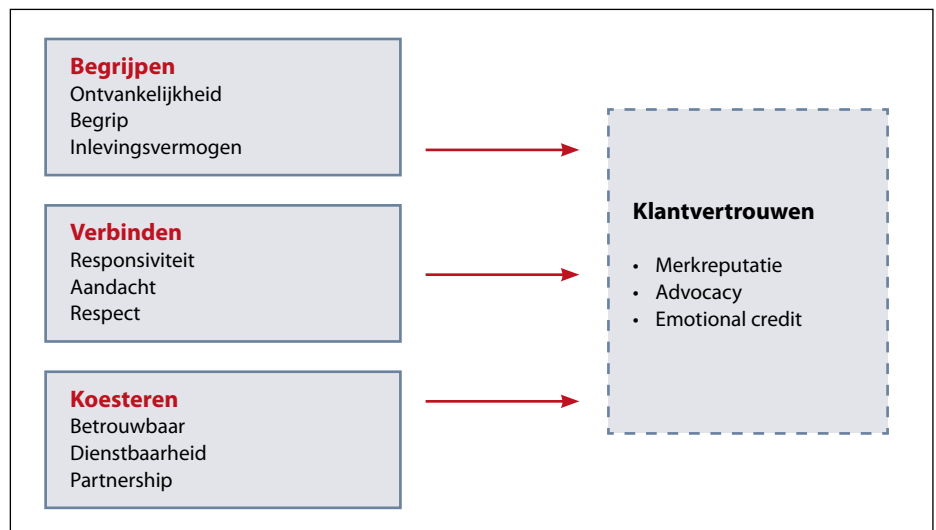 Begrijpen
Ontvankelijkheid
Begrip
Inlevingsvermogen
Verbinden
Responsiviteit
Aandacht
Respect
Koesteren
Betrouwbaar
Dienstbaarheid
Partnership
Klantvertrouwen
• Merkreputatie
• Advocacy
• Emotional credit